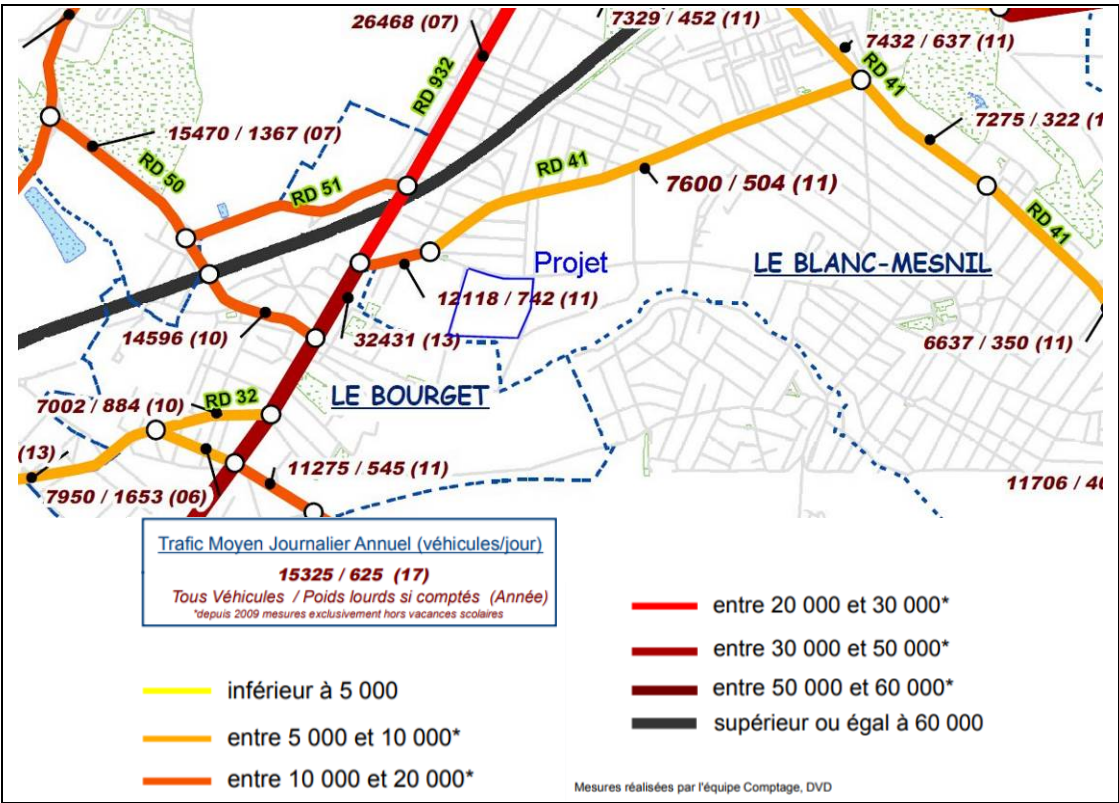 26468 (07)
7329 / 452 (11)
7432 / 637 (11)
RD 932
RD 41
15470 / 1367 (07)
7275 / 322 (1
RD 50
RD 51
RD 41
7600 / 504 (11)
RD 41
Projet
LE BLANC-MESNIL
12118 / 742 (11)
14596 (10)
32431 (13)
6637 / 350 (11)
RD 32
LE BOURGET
7002 / 884 (10)
(13)
11275 / 545 (11)
7950 / 1653 (06)
11706 / 40
Trafic Moyen Journalier Annuel (véhicules/jour)
15325 / 625 (17)
Tous Véhicules / Poids lourds si comptés (Année)
*depuis 2009 mesures exclusivement hors vacances scolaires
inférieur à 5 000
entre 5 000 et 10 000*
entre 10 000 et 20 000*
entre 20 000 et 30 000*
entre 30 000 et 50 000*
entre 50 000 et 60 000*
supérieur ou égal à 60 000
Mesures réalisées par l'équipe Comptage, DVD